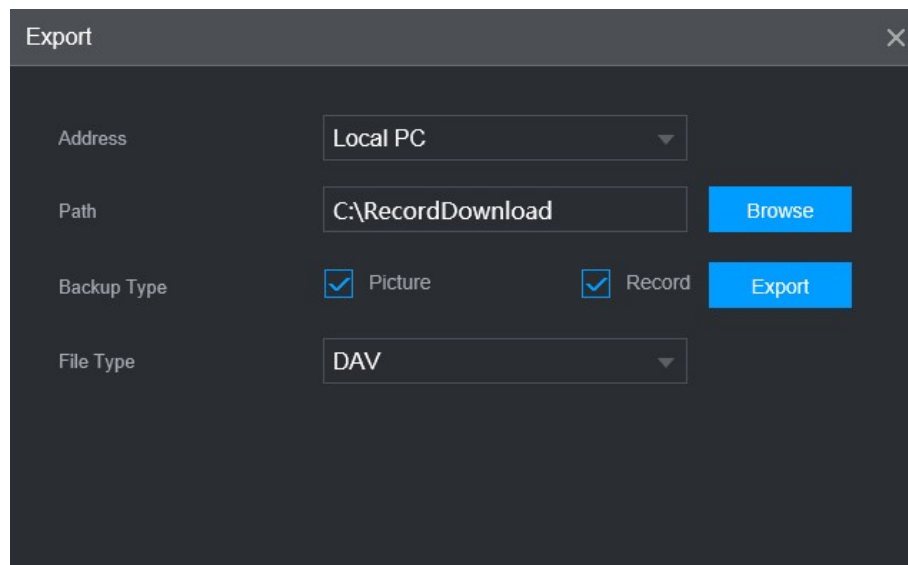 Export
Address Local PC
Path C:\RecordDownload Browse
Backup Type Picture Record Export
File Type DAV